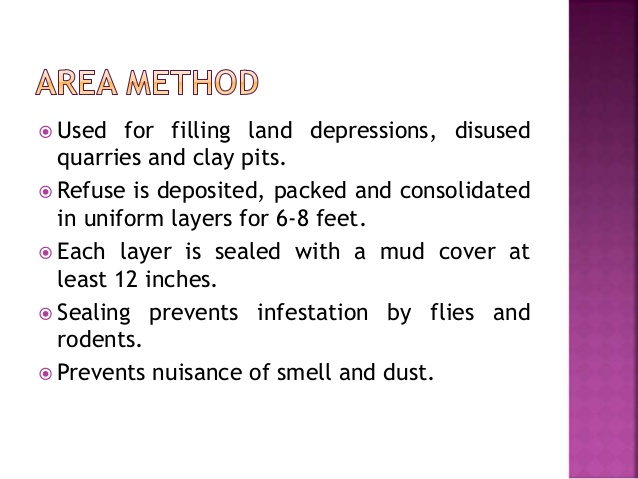 AREA METHOD
Used for filling land depressions, disused
quarries and clay pits.
Refuse is deposited, packed and consolidated
in uniform layers for 6-8 feet.
Each layer is sealed with a mud cover at
least 12 inches.
Sealing prevents infestation by flies and
rodents.
Prevents nuisance of smell and dust.